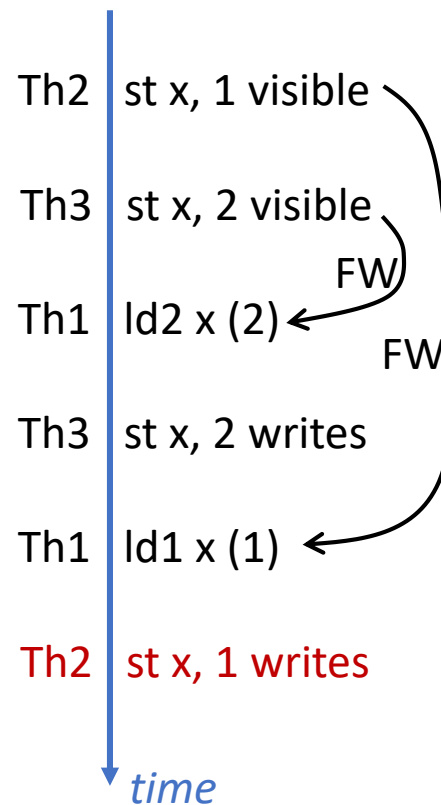 Th2 st x, 1 visible
Th3 st x, 2 visible
FW
Th1 ld2 x (2)
FW
Th3 st x, 2 writes
Th1 ld1 x (1)
Th2 st x, 1 writes
time